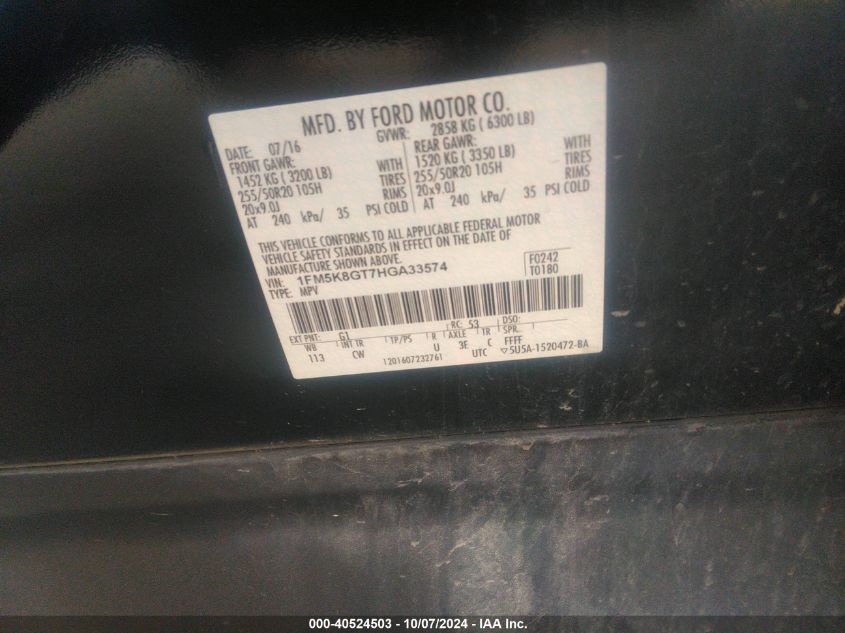 MFD. BY FORD MOTOR CO.
DATE: 07/16 GVWR: 2858 KG ( 6300 LB)
FRONT GAWR: REAR GAWR:
1452 KG ( 3200 LB) WITH 1520 KG ( 3350 LB) WITH
255/50R20 105H TIRES 255/50R20 105H TIRES
20x9.0J RIMS 20x9.0J RIMS
AT 240 kPa/ 35 PSI COLD AT 240 kPa/ 35 PSI COLD
THIS VEHICLE CONFORMS TO ALL APPLICABLE FEDERAL MOTOR
VEHICLE SAFETY STANDARDS IN EFFECT ON THE DATE OF
MANUFACTURE SHOWN ABOVE.
VIN: 1FM5K8GT7HGA33574 F0242
TYPE: MPV T0180
EXT PNT: G1 RC: 53 DSO:
WB INT TR TP/PS R AXLE TR SPR
113 CW U 3E C FFFF
1201607232761 UTC ▽5U5A-1520472-BA
000-40524503 - 10/07/2024 - IAA Inc.